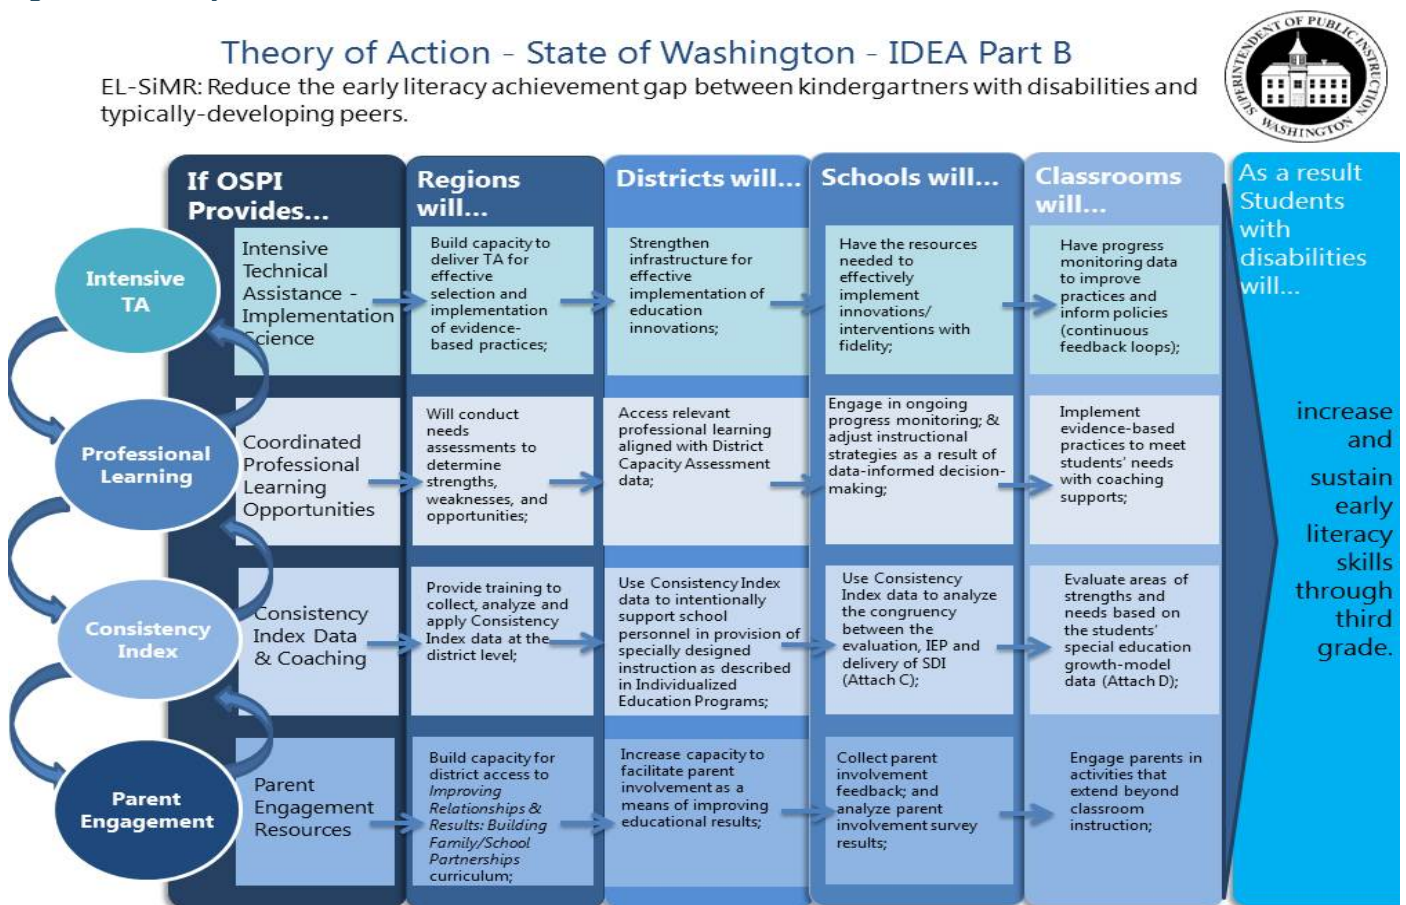 Theory of Action - State of Washington - IDEA Part B
EL-SiMR: Reduce the early literacy achievement gap between kindergartners with disabilities and
typically-developing peers.
SUPERINTENDENT OF PUBLIC INSTRUCTION
WASHINGTON
If OSPI
Provides...
Regions
will...
Districts will...
Schools will...
Classrooms
will...
As a result
Students
with
disabilities
will...
Intensive
TA
Intensive
Technical
Assistance -
Implementation
Science
Build capacity to
deliver TA for
effective
selection and
implementation
of evidence-
based practices;
Strengthen
infrastructure for
effective
implementation of
education
innovations;
Have the resources
needed to
effectively
implement
innovations/
interventions with
fidelity;
Have progress
monitoring data
to improve
practices and
inform policies
(continuous
feedback loops);
Professional
Learning
Coordinated
Professional
Learning
Opportunities
Will conduct
needs
assessments to
determine
strengths,
weaknesses, and
opportunities;
Access relevant
professional learning
aligned with District
Capacity Assessment
data;
Engage in ongoing
progress monitoring; &
adjust instructional
strategies as a result of
data-informed decision-
making;
Implement
evidence-based
practices to meet
students' needs
with coaching
supports;
increase
and
sustain
early
literacy
skills
through
third
grade.
Consistency
Index
Consistency
Index Data
& Coaching
Provide training to
collect, analyze and
apply Consistency
Index data at the
district level;
Use Consistency Index
data to intentionally
support school
personnel in provision of
specially designed
instruction as described
in Individualized
Education Programs;
Use Consistency
Index data to analyze
the congruency
between the
evaluation, IEP and
delivery of SDI
(Attach C);
Evaluate areas of
strengths and
needs based on
the students'
special education
growth-model
data (Attach D);
Parent
Engagement
Parent
Engagement
Resources
Build capacity for
district access to
Improving
Relationships &
Results: Building
Family/School
Partnerships
curriculum;
Increase capacity to
facilitate parent
involvement as a
means of improving
educational results;
Collect parent
involvement
feedback; and
analyze parent
involvement survey
results;
Engage parents in
activities that
extend beyond
classroom
instruction;